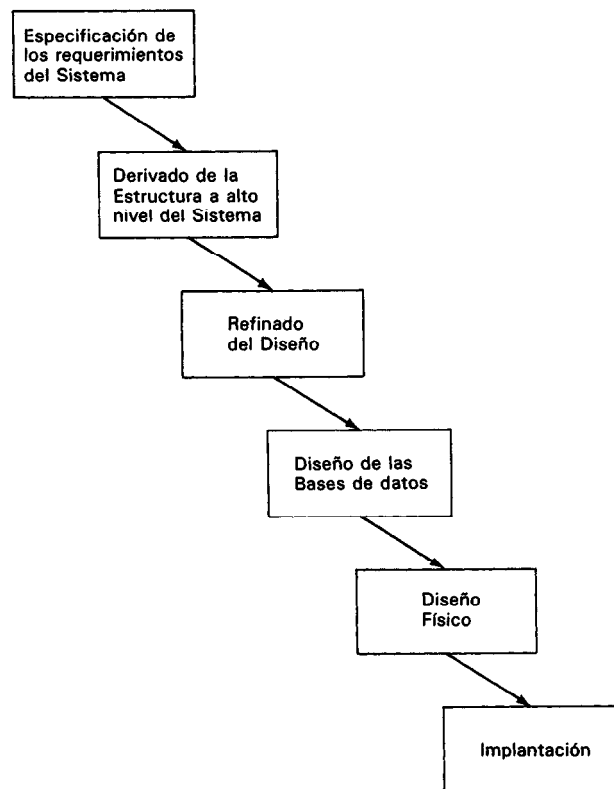 Especificación de
los requerimientos
del Sistema
Derivado de la
Estructura a alto
nivel del Sistema
Refinado
del Diseño
Diseño de las
Bases de datos
Diseño
Físico
Implantación